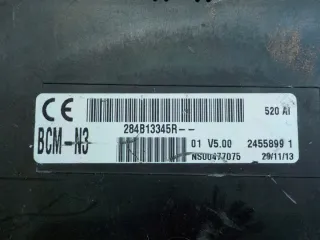 CE 520 AI
284B13345R--
BCM-N3 01 V5.00 2455899 1
NS00477075 29/11/13